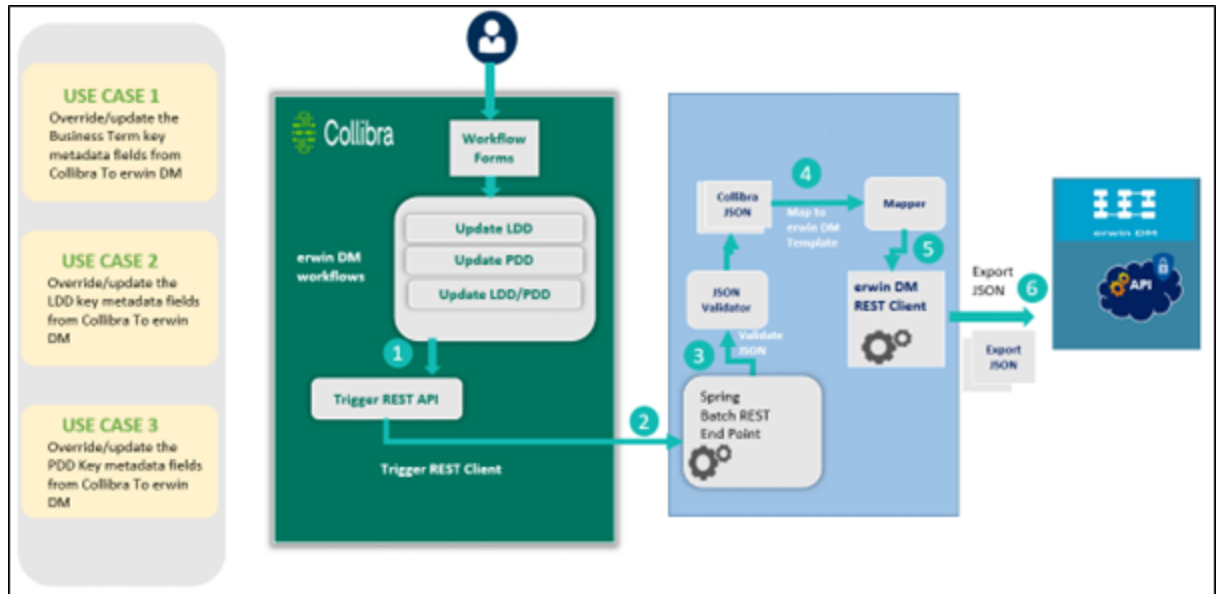 USE CASE 1
Override/update the
Business Term key
metadata fields from
Collibra To erwin DM
USE CASE 2
Override/update the
LDD key metadata fields
from Collibra To erwin
DM
USE CASE 3
Override/update the
PDD Key metadata fields
from Collibra To erwin
DM
Collibra
Workflow
Forms
erwin DM
workflows
Update LDD
Update PDD
Update LDD/PDD
1
Trigger REST API
Trigger REST Client
2
Spring
Batch REST
End Point
3
Validate
JSON
JSON
Validator
Collibra
JSON
4
Map to
erwin DM
Template
Mapper
5
erwin DM
REST Client
Export
JSON
6
Export
JSON
erwin DM
API